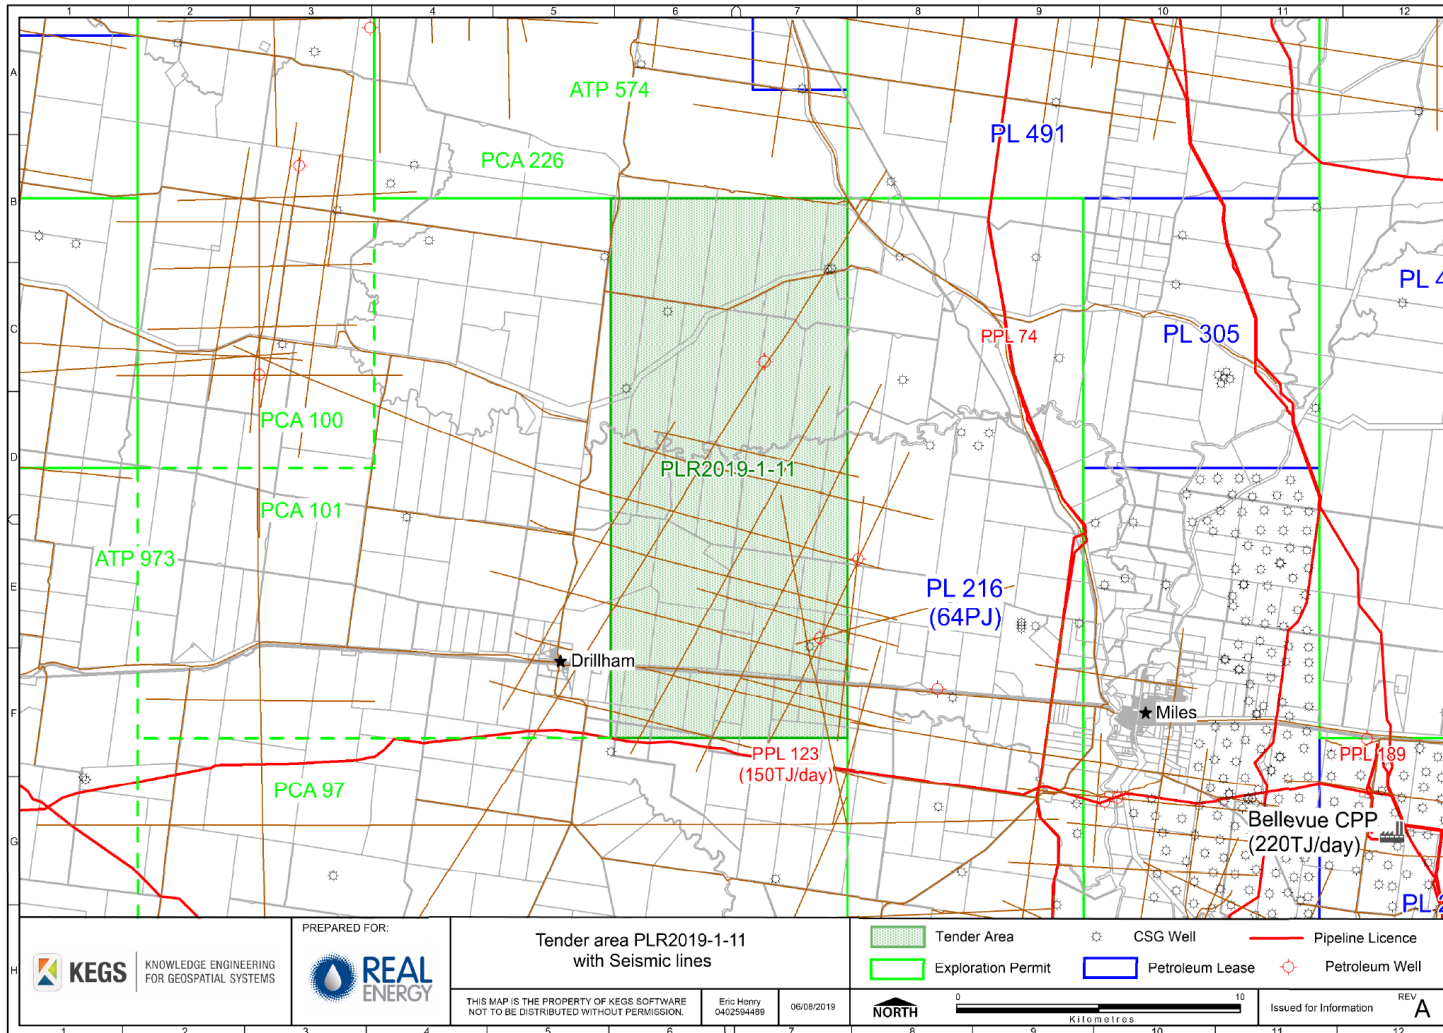 1 2 3 4 5 6 7 8 9 10 11 12
A
ATP 574
PL 491
PCA 226
B
PL 4
C
PPL 74
PL 305
PCA 100
D
PLR2019-1-11
PCA 101
ATP 973
E
PL 216
(64PJ)
Drillham
F
Miles
PPL 123
(150TJ/day)
PPL 189
PCA 97
Bellevue CPP
(220TJ/day)
G
PL 2
H
KEGS
KNOWLEDGE ENGINEERING
FOR GEOSPATIAL SYSTEMS
PREPARED FOR:
REAL
ENERGY
Tender area PLR2019-1-11
with Seismic lines
THIS MAP IS THE PROPERTY OF KEGS SOFTWARE
NOT TO BE DISTRIBUTED WITHOUT PERMISSION.
Eric Henry
0402594489
06/08/2019
Tender Area
CSG Well
Pipeline Licence
Exploration Permit
Petroleum Lease
Petroleum Well
NORTH
0 10
Kilometres
Issued for Information
REV
A
1 2 3 4 5 6 7 8 9 10 11 12